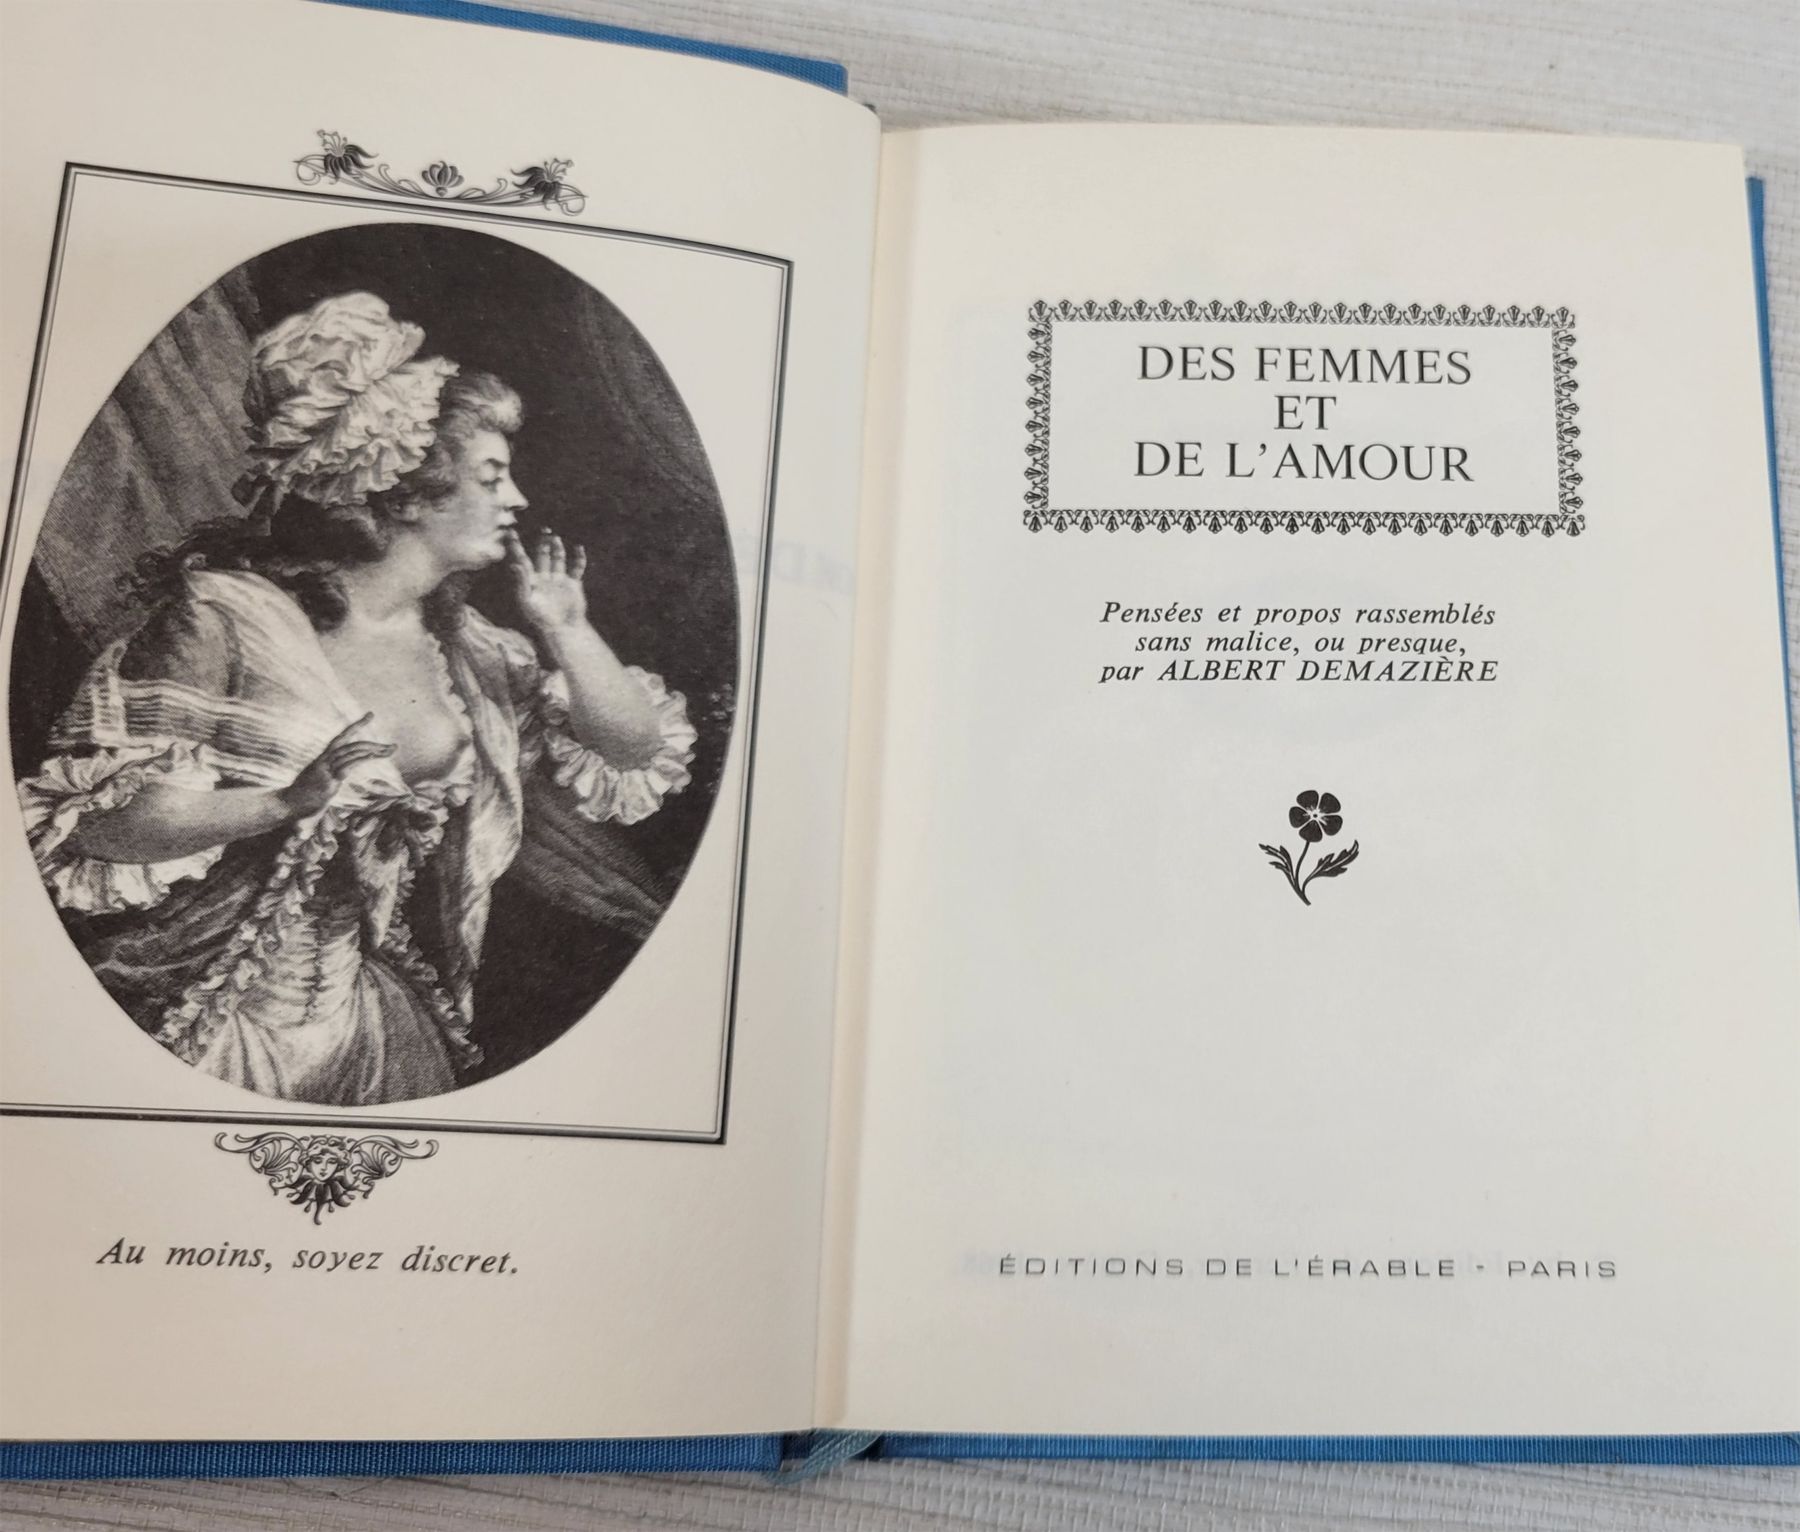 Au moins, soyez discret.
DES FEMMES
ET
DE L'AMOUR
Pensées et propos rassemblés
sans malice, ou presque,
par ALBERT DEMAZIÈRE
ÉDITIONS DE L'ÉRABLE - PARIS